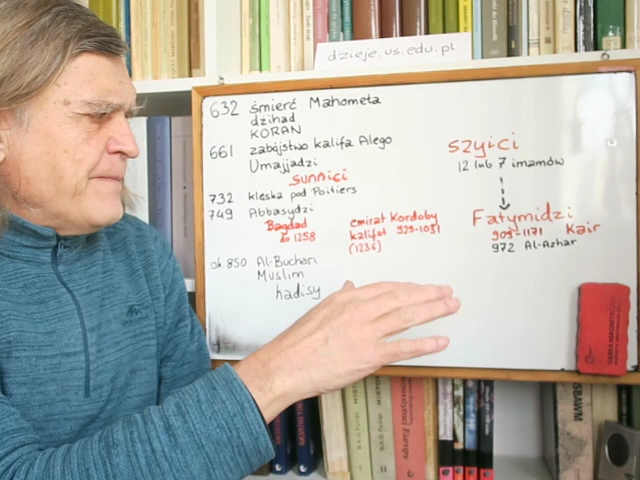 dzieje.us.edu.pl
632 śmierć Mahometa
dżihad
KORAN
661 zabójstwo kalifa Alego
Umajjadzi
sunnici
732 klęska pod Poitiers
749 Abbasydzi
Bagdad
do 1258
emirat Kordoby
kalifat 929-1031
(1236)
ok 850 Al-Buchari
Muslim
hadisy
szyici
12 lub 7 imamów
Fatymidzi
909-1171 Kair
972 Al-Azhar